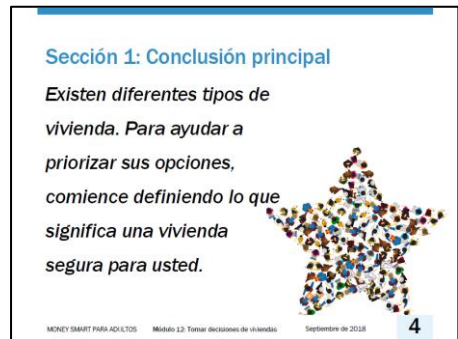 Sección 1: Conclusión principal
Existen diferentes tipos de
vivienda. Para ayudar a
priorizar sus opciones,
comience definiendo lo que
significa una vivienda
segura para usted.
MONEY SMART PARA ADULTOS Módulo 12: Tomar decisiones de viviendas Septiembre de 2018 4